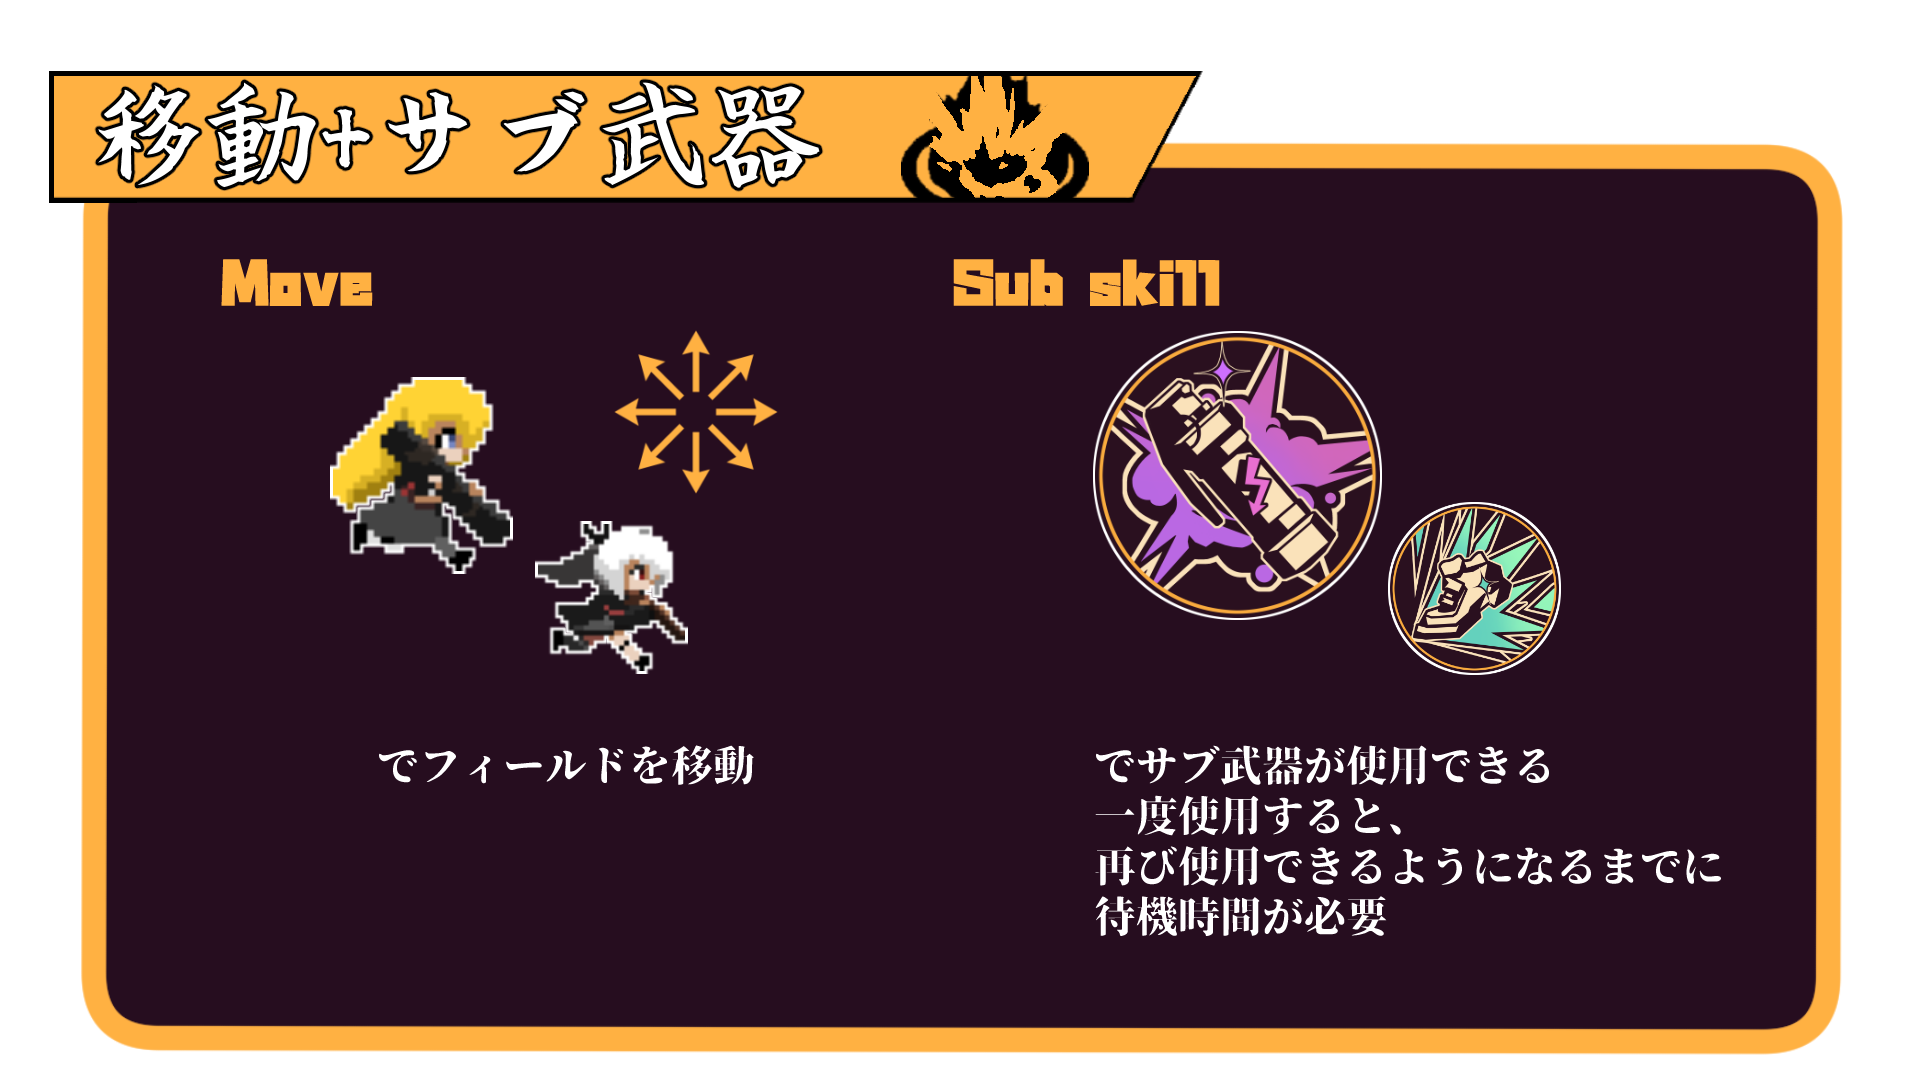 移動+サブ武器
Move
でフィールドを移動
Sub skill
でサブ武器が使用できる
一度使用すると、
再び使用できるようになるまでに
待機時間が必要